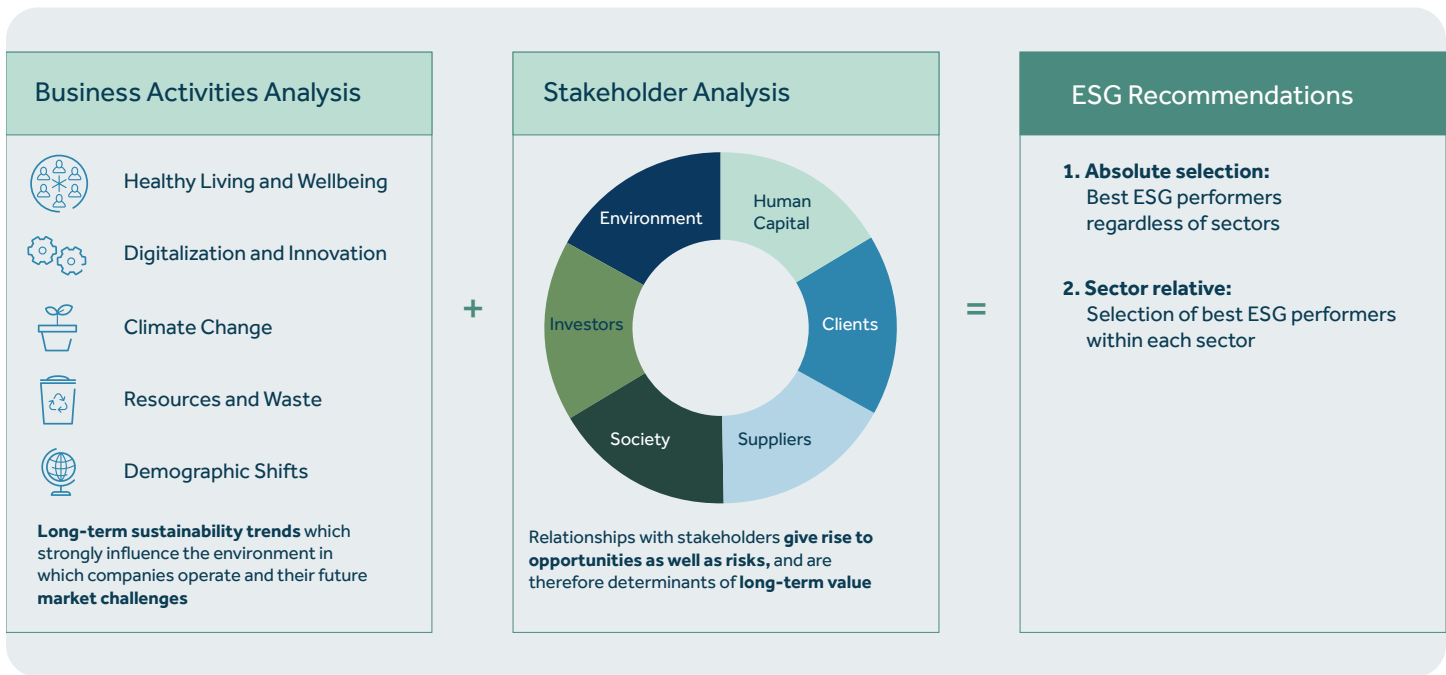 Business Activities Analysis
Healthy Living and Wellbeing
Digitalization and Innovation
Climate Change
Resources and Waste
Demographic Shifts
Long-term sustainability trends which
strongly influence the environment in
which companies operate and their future
market challenges
+
Stakeholder Analysis
Environment
Human
Capital
Investors
Clients
Society
Suppliers
Relationships with stakeholders give rise to
opportunities as well as risks, and are
therefore determinants of long-term value
=
ESG Recommendations
1. Absolute selection:
Best ESG performers
regardless of sectors
2. Sector relative:
Selection of best ESG performers
within each sector